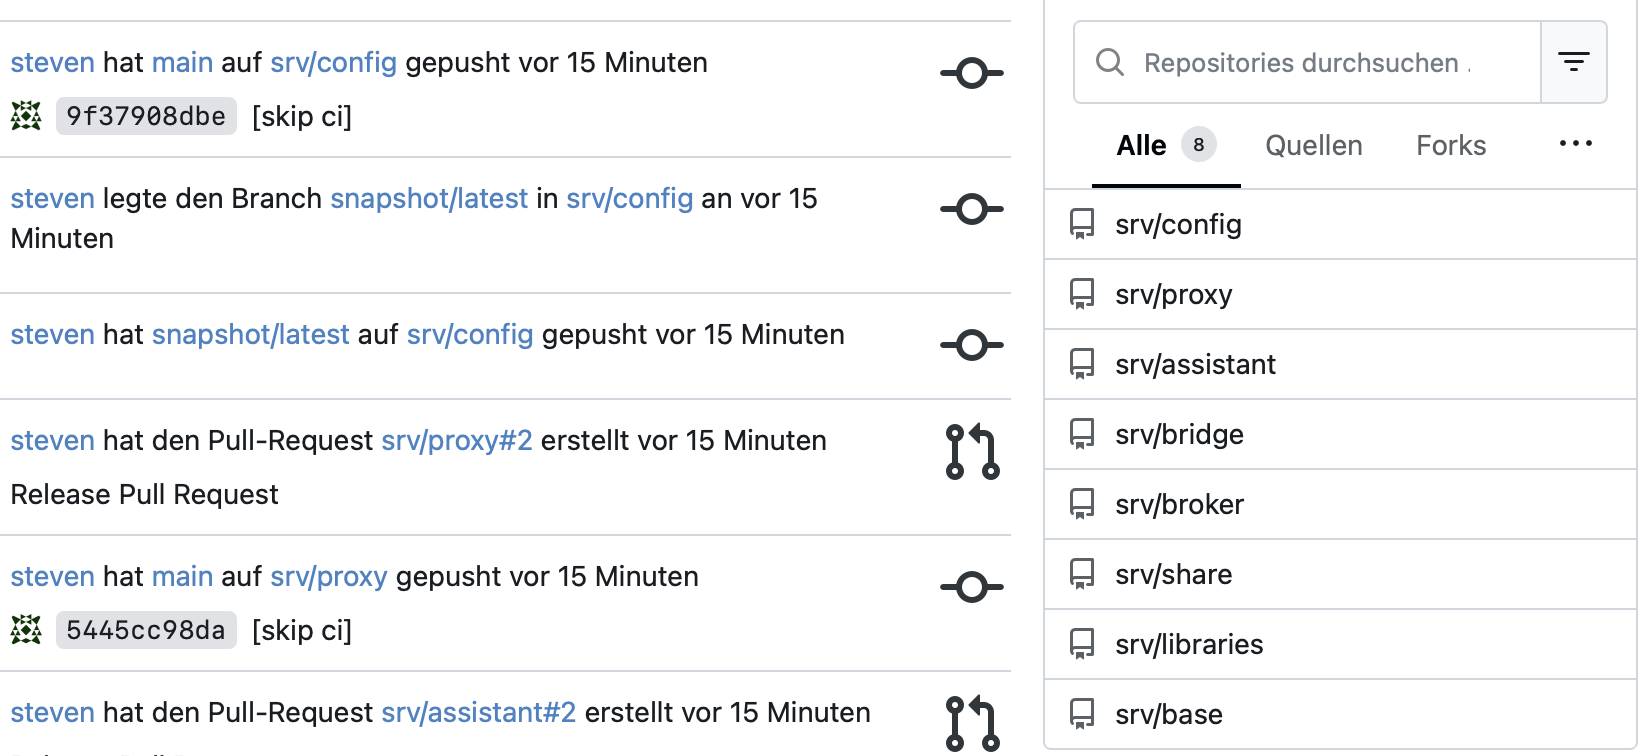 steven hat main auf srv/config gepusht vor 15 Minuten
9f37908dbe [skip ci]
steven legte den Branch snapshot/latest in srv/config an vor 15
Minuten
steven hat snapshot/latest auf srv/config gepusht vor 15 Minuten
steven hat den Pull-Request srv/proxy#2 erstellt vor 15 Minuten
Release Pull Request
steven hat main auf srv/proxy gepusht vor 15 Minuten
5445cc98da [skip ci]
steven hat den Pull-Request srv/assistant#2 erstellt vor 15 Minuten
Repositories durchsuchen .
Alle 8 Quellen Forks ...
srv/config
srv/proxy
srv/assistant
srv/bridge
srv/broker
srv/share
srv/libraries
srv/base